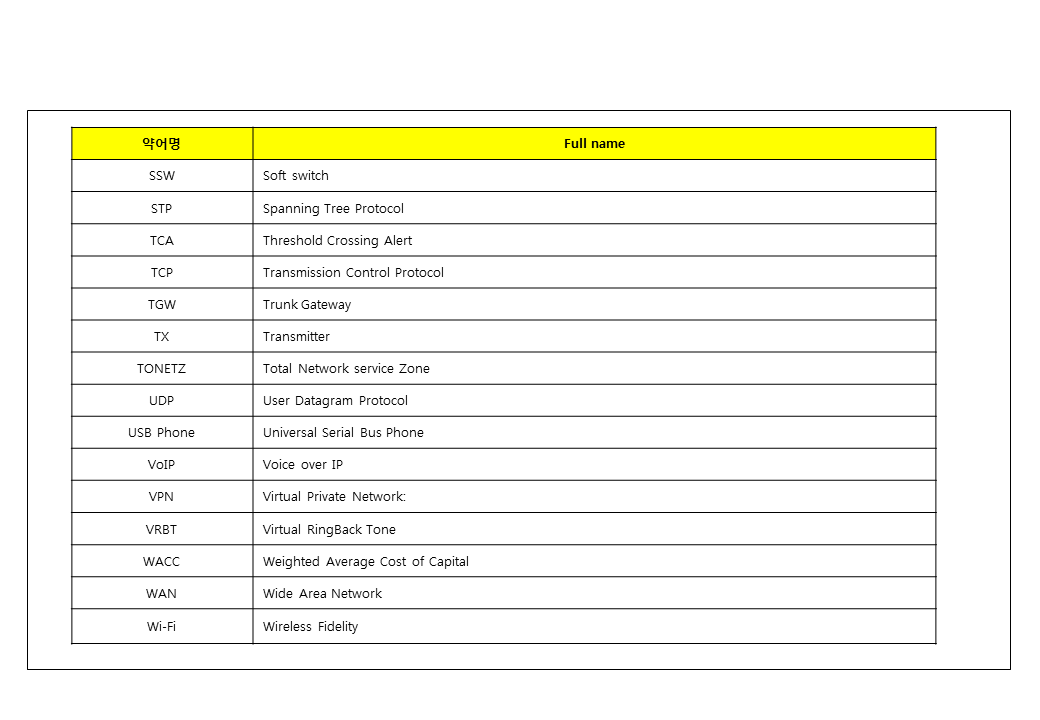 약어명 Full name
SSW Soft switch
STP Spanning Tree Protocol
TCA Threshold Crossing Alert
TCP Transmission Control Protocol
TGW Trunk Gateway
TX Transmitter
TONETZ Total Network service Zone
UDP User Datagram Protocol
USB Phone Universal Serial Bus Phone
VoIP Voice over IP
VPN Virtual Private Network:
VRBT Virtual RingBack Tone
WACC Weighted Average Cost of Capital
WAN Wide Area Network
Wi-Fi Wireless Fidelity